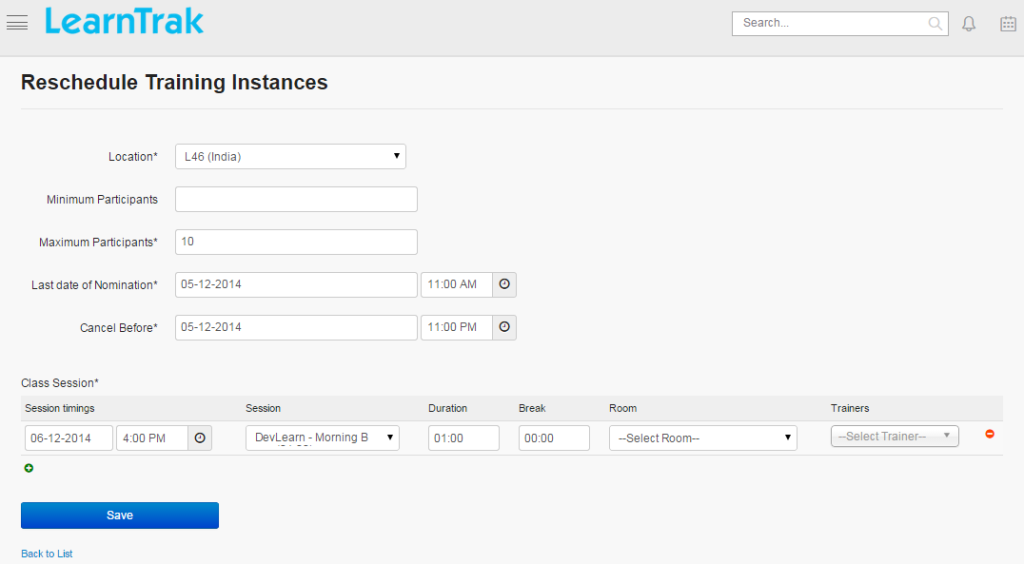 LearnTrak
Search...
Reschedule Training Instances
Location* L46 (India)
Minimum Participants
Maximum Participants* 10
Last date of Nomination* 05-12-2014 11:00 AM
Cancel Before* 05-12-2014 11:00 PM
Class Session*
Session timings Session Duration Break Room Trainers
06-12-2014 4:00 PM DevLearn - Morning B 01:00 00:00 --Select Room-- --Select Trainer--
Save
Back to List